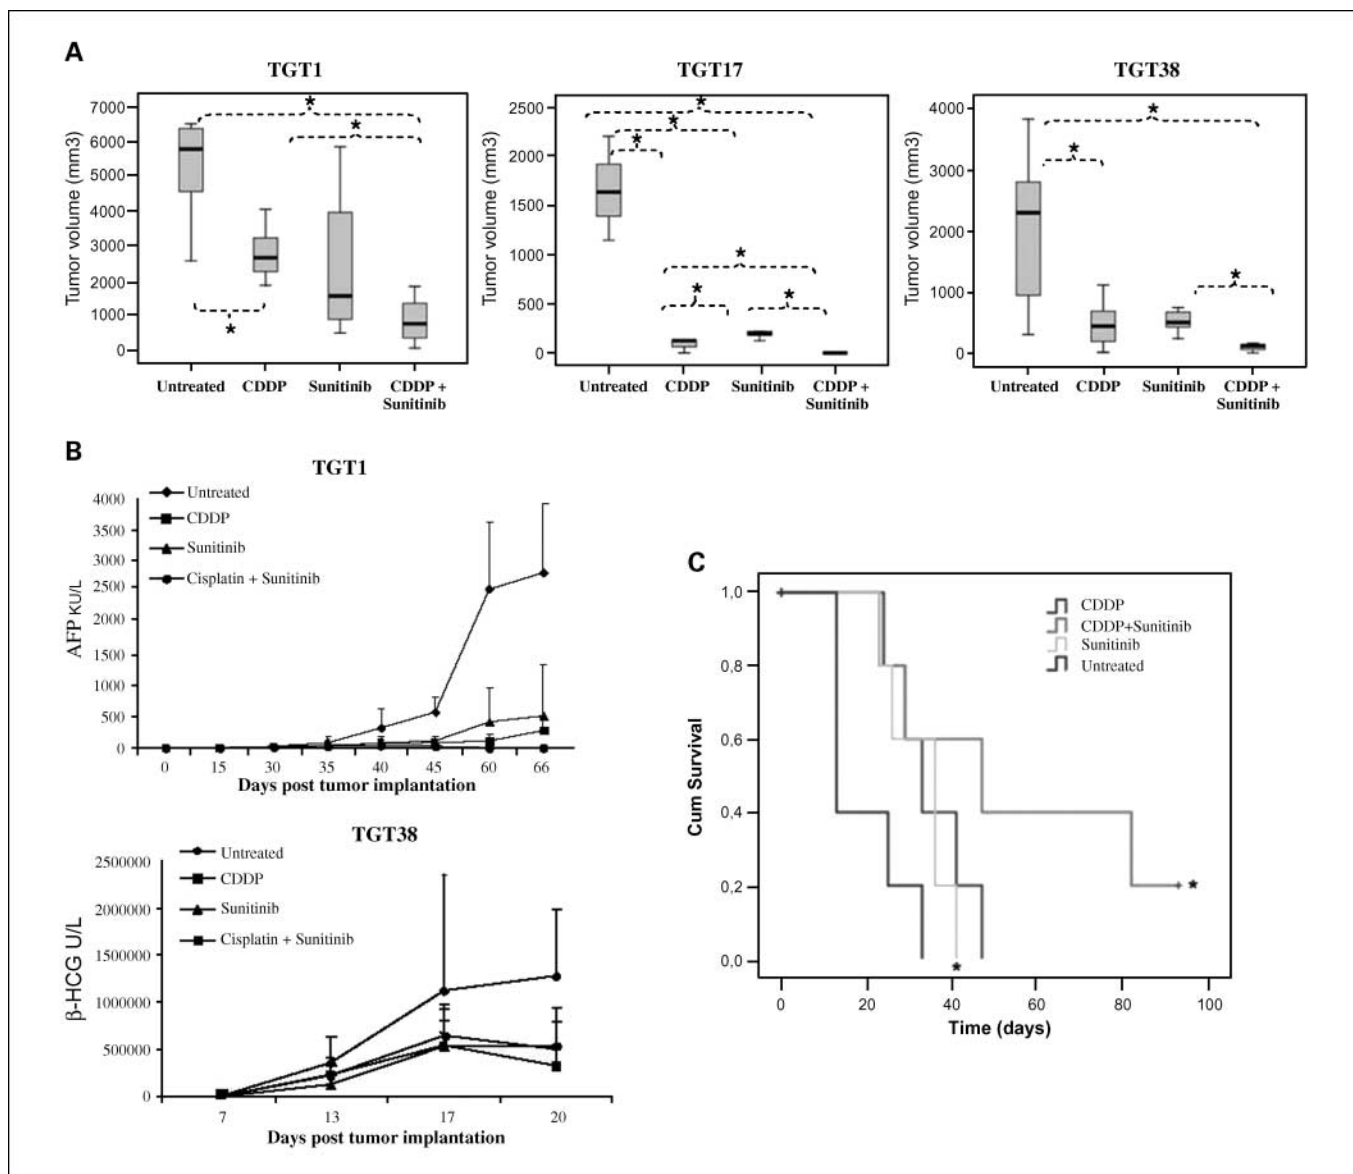 A
TGT1
TGT17
TGT38
Tumor volume (mm3)
7000
6000
5000
4000
3000
2000
1000
0
*
*
*
Untreated
CDDP
Sunitinib
CDDP +
Sunitinib
Tumor volume (mm3)
2500
2000
1500
1000
500
0
*
*
*
*
*
*
Untreated
CDDP
Sunitinib
CDDP +
Sunitinib
Tumor volume (mm3)
4000
3000
2000
1000
0
*
*
*
Untreated
CDDP
Sunitinib
CDDP +
Sunitinib
B
TGT1
Untreated
CDDP
Sunitinib
Cisplatin + Sunitinib
AFP KU/L
4000
3500
3000
2500
2000
1500
1000
500
0
0 15 30 35 40 45 60 66
Days post tumor implantation
TGT38
Untreated
CDDP
Sunitinib
Cisplatin + Sunitinib
β-HCG U/L
2500000
2000000
1500000
1000000
500000
0
7 13 17 20
Days post tumor implantation
C
CDDP
CDDP+Sunitinib
Sunitinib
Untreated
Cum Survival
1,0
0,8
0,6
0,4
0,2
0,0
*
*
0 20 40 60 80 100
Time (days)